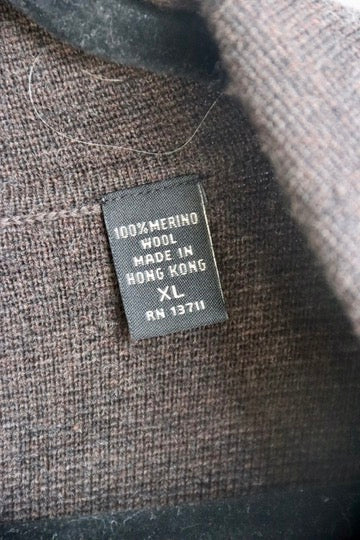 100% MERINO
WOOL
MADE IN
HONG KONG
XL
RN 13711